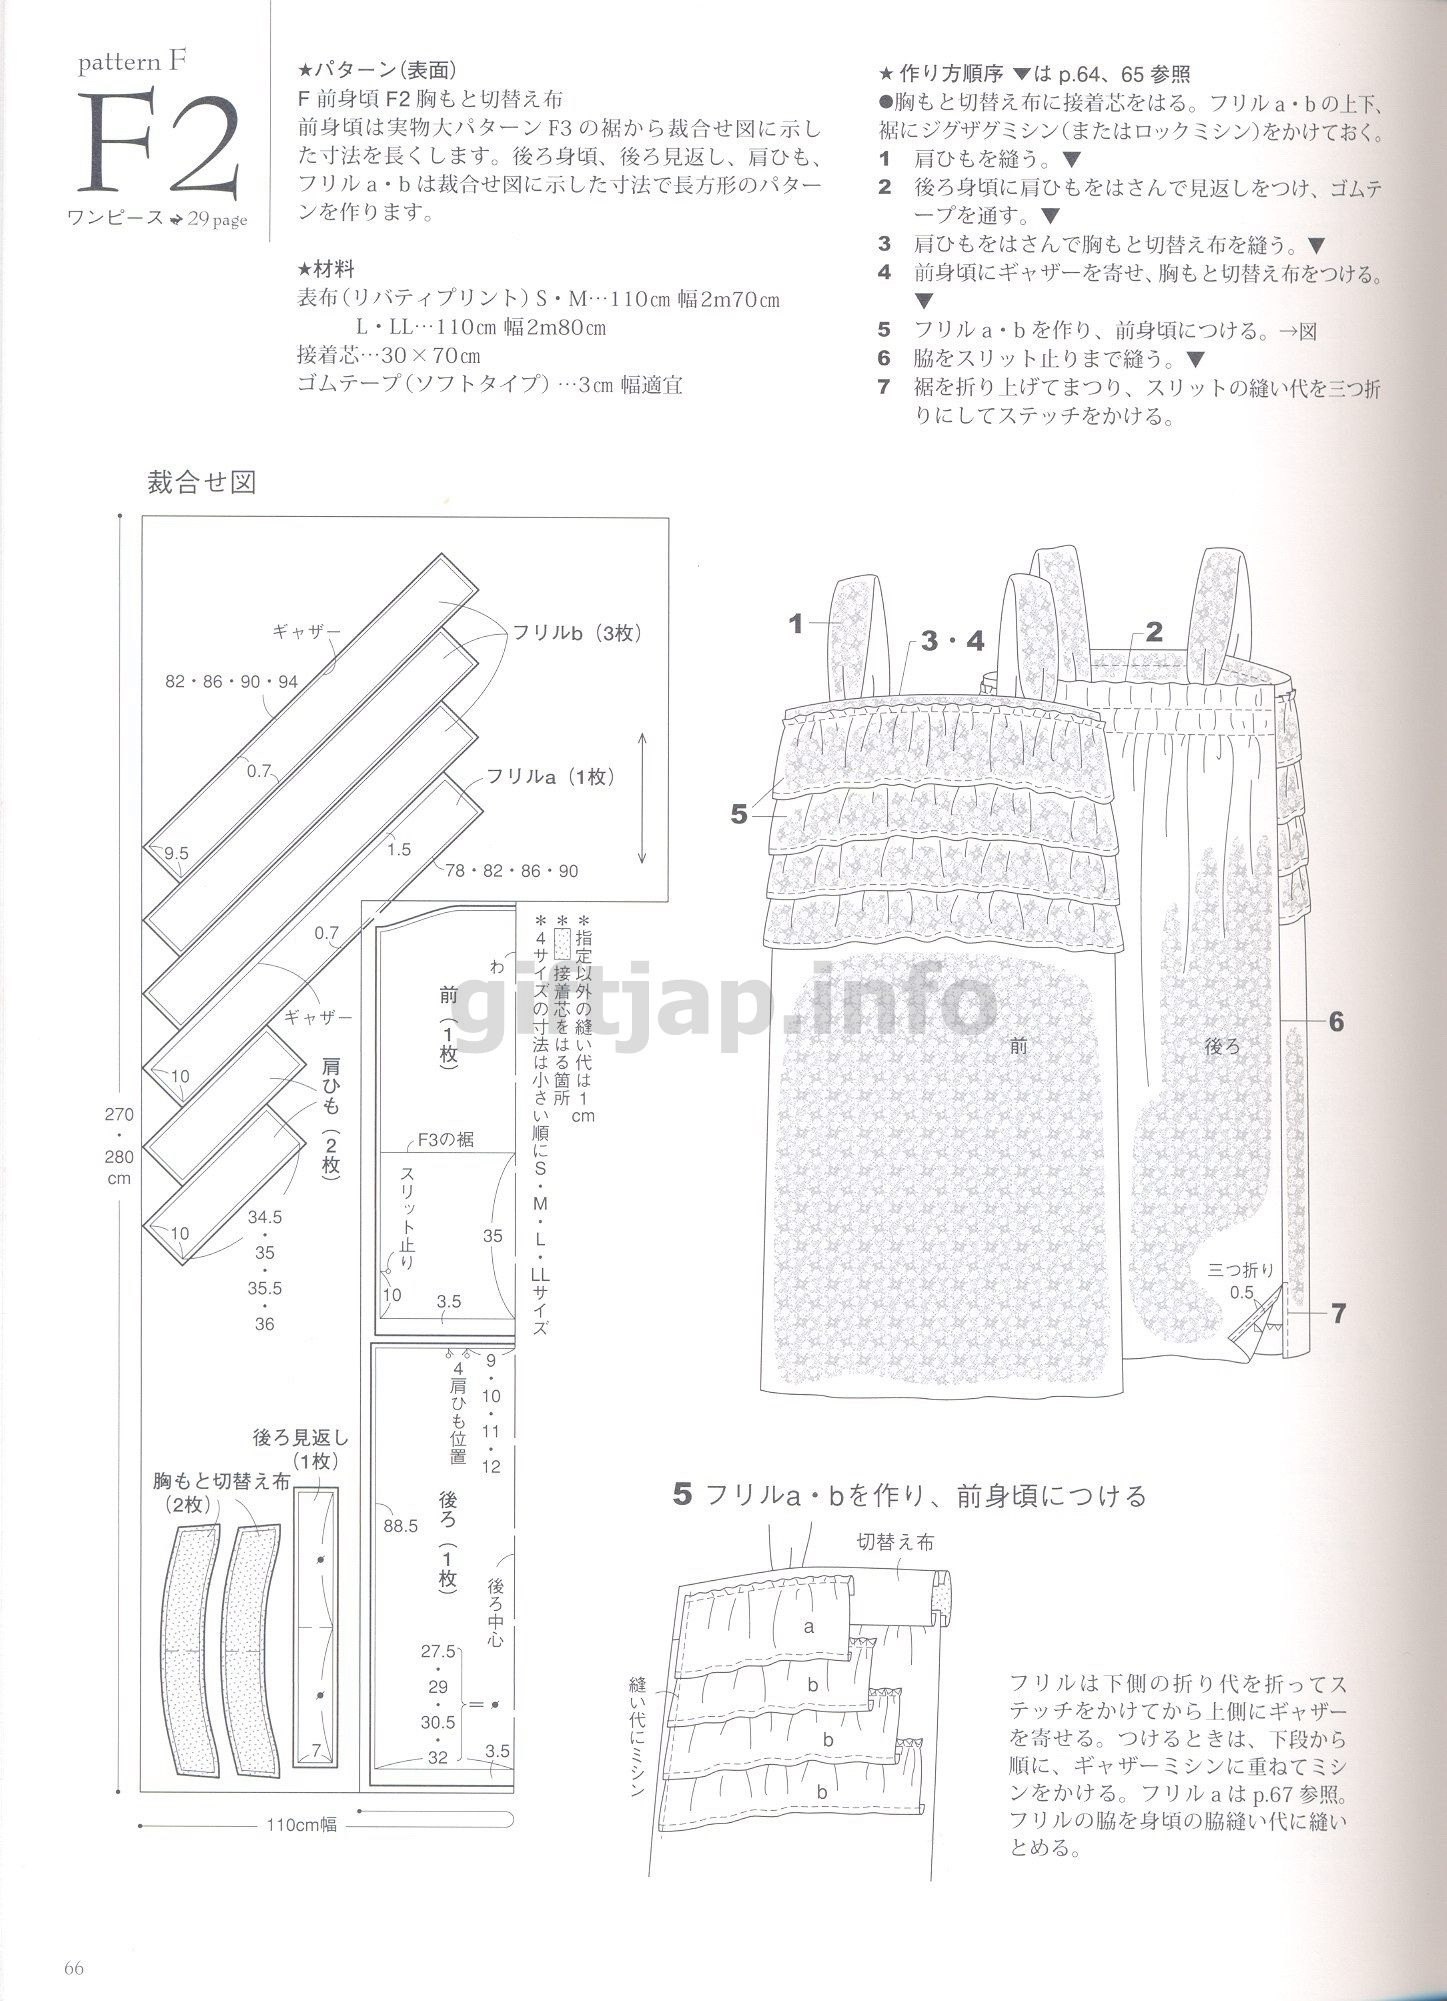 pattern F
F2
ワンピース➔29page
★パターン(表面)
F 前身頃 F2 胸もと切替え布
前身頃は実物大パターン F3 の裾から裁合せ図に示し
た寸法を長くします。後ろ身頃、後ろ見返し、肩ひも、
フリル a・b は裁合せ図に示した寸法で長方形のパター
ンを作ります。
★材料
表布(リバティプリント) S・M…110㎝ 幅2m70㎝
L・LL…110㎝ 幅2m80㎝
接着芯…30×70㎝
ゴムテープ(ソフトタイプ) …3㎝ 幅適宜
★ 作り方順序 ▼は p.64、65 参照
●胸もと切替え布に接着芯をはる。フリル a・b の上下、
裾にジグザグミシン(またはロックミシン)をかけておく。
1 肩ひもを縫う。▼
2 後ろ身頃に肩ひもをはさんで見返しをつけ、ゴムテ
ープを通す。▼
3 肩ひもをはさんで胸もと切替え布を縫う。▼
4 前身頃にギャザーを寄せ、胸もと切替え布をつける。
▼
5 フリル a・b を作り、前身頃につける。→図
6 脇をスリット止りまで縫う。▼
7 裾を折り上げてまつり、スリットの縫い代を三つ折
りにしてステッチをかける。
裁合せ図
ギャザー
フリルb(3枚)
82・86・90・94
0.7
9.5
フリルa(1枚)
1.5
78・82・86・90
0.7
ギャザー
10
肩ひも(2枚)
10
34.5
・
35
・
35.5
・
36
270
・
280
cm
わ
前(1枚)
F3の裾
スリット止り
35
10
3.5
*指定以外の縫い代は1cm
* 接着芯をはる箇所
*4サイズの寸法は小さい順にS・M・L・LLサイズ
4
肩ひも位置
9
・
10
・
11
・
12
88.5
後ろ(1枚)
後ろ中心
27.5
・
29
・
30.5
・
32
=
3.5
後ろ見返し
(1枚)
胸もと切替え布
(2枚)
7
110cm幅
1
3・4
2
5
前
後ろ
6
三つ折り
0.5
7
giftjap.info
5 フリルa・bを作り、前身頃につける
切替え布
a
b
b
b
縫い代にミシン
フリルは下側の折り代を折ってス
テッチをかけてから上側にギャザー
を寄せる。つけるときは、下段から
順に、ギャザーミシンに重ねてミシ
ンをかける。フリル a は p.67 参照。
フリルの脇を身頃の脇縫い代に縫い
とめる。
66